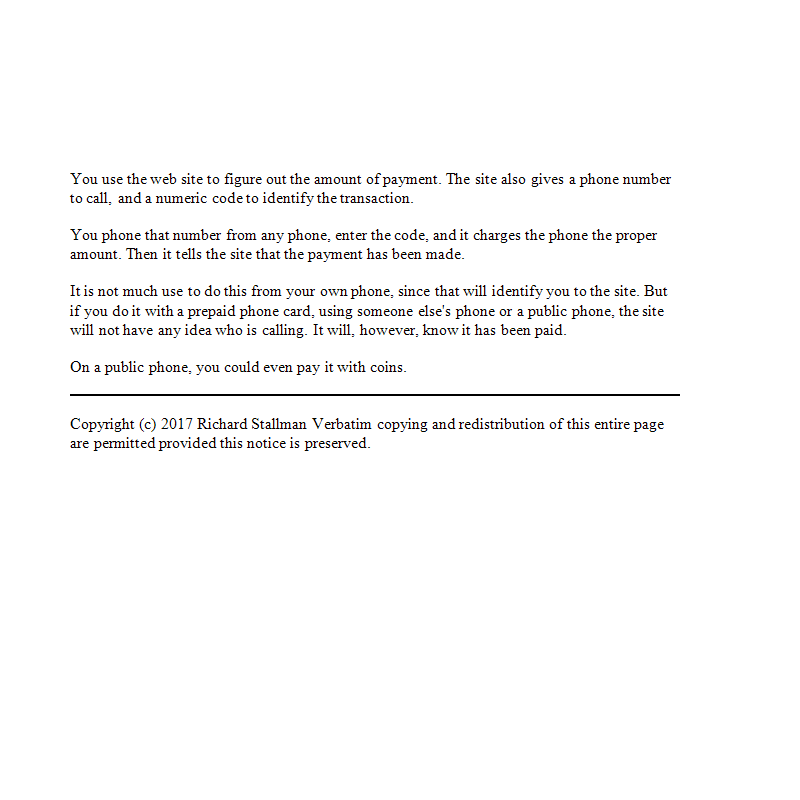 You use the web site to figure out the amount of payment. The site also gives a phone number
to call, and a numeric code to identify the transaction.
You phone that number from any phone, enter the code, and it charges the phone the proper
amount. Then it tells the site that the payment has been made.
It is not much use to do this from your own phone, since that will identify you to the site. But
if you do it with a prepaid phone card, using someone else's phone or a public phone, the site
will not have any idea who is calling. It will, however, know it has been paid.
On a public phone, you could even pay it with coins.
Copyright (c) 2017 Richard Stallman Verbatim copying and redistribution of this entire page
are permitted provided this notice is preserved.